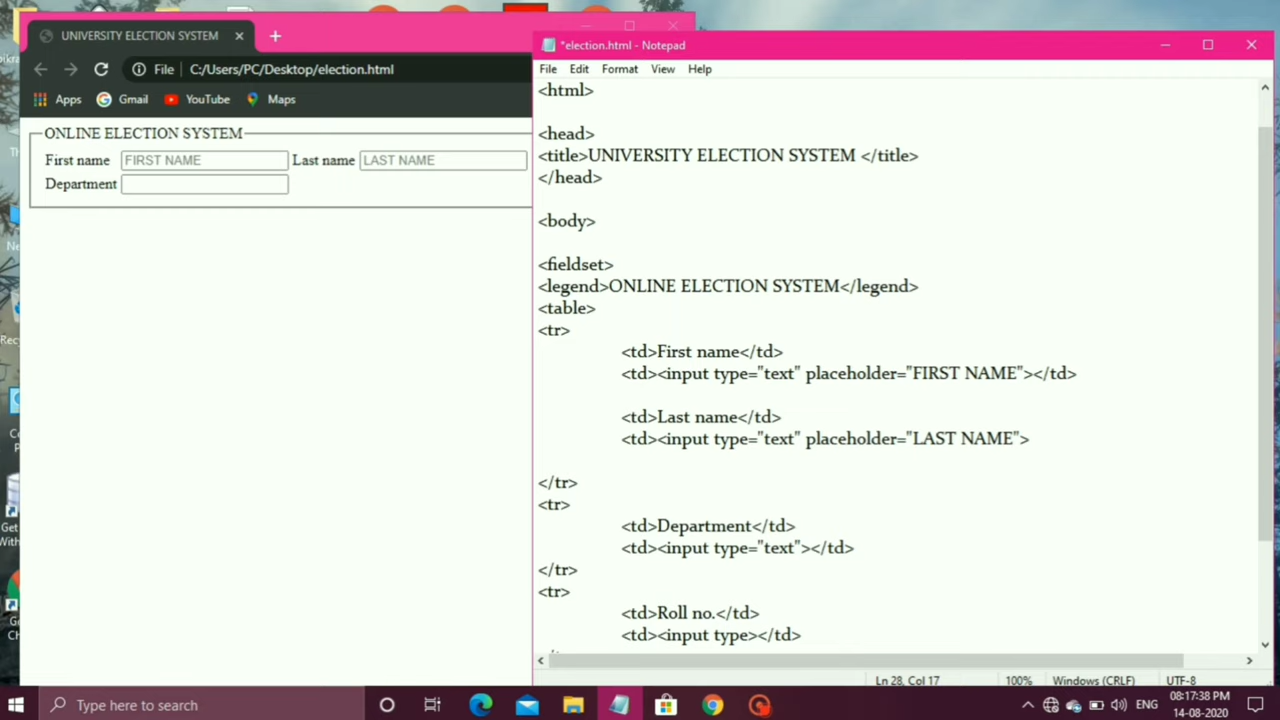 UNIVERSITY ELECTION SYSTEM
File C:/Users/PC/Desktop/election.html
Apps Gmail YouTube Maps
ONLINE ELECTION SYSTEM
First name FIRST NAME Last name LAST NAME
Department
*election.html - Notepad
File Edit Format View Help
<html>
<head>
<title>UNIVERSITY ELECTION SYSTEM </title>
</head>
<body>
<fieldset>
<legend>ONLINE ELECTION SYSTEM</legend>
<table>
<tr>
<td>First name</td>
<td><input type="text" placeholder="FIRST NAME"></td>
<td>Last name</td>
<td><input type="text" placeholder="LAST NAME">
</tr>
<tr>
<td>Department</td>
<td><input type="text"></td>
</tr>
<tr>
<td>Roll no.</td>
<td><input type></td>
Ln 28, Col 17 100% Windows (CRLF) UTF-8
Type here to search
ENG
08:17:38 PM
14-08-2020